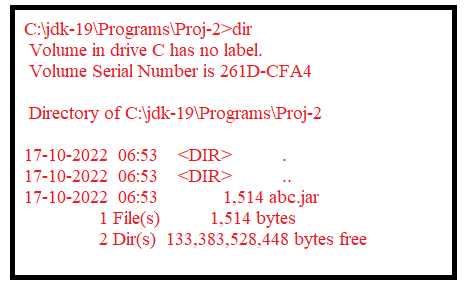 C:\jdk-19\Programs\Proj-2>dir
Volume in drive C has no label.
Volume Serial Number is 261D-CFA4
Directory of C:\jdk-19\Programs\Proj-2
17-10-2022 06:53 <DIR> .
17-10-2022 06:53 <DIR> ..
17-10-2022 06:53 1,514 abc.jar
1 File(s) 1,514 bytes
2 Dir(s) 133,383,528,448 bytes free